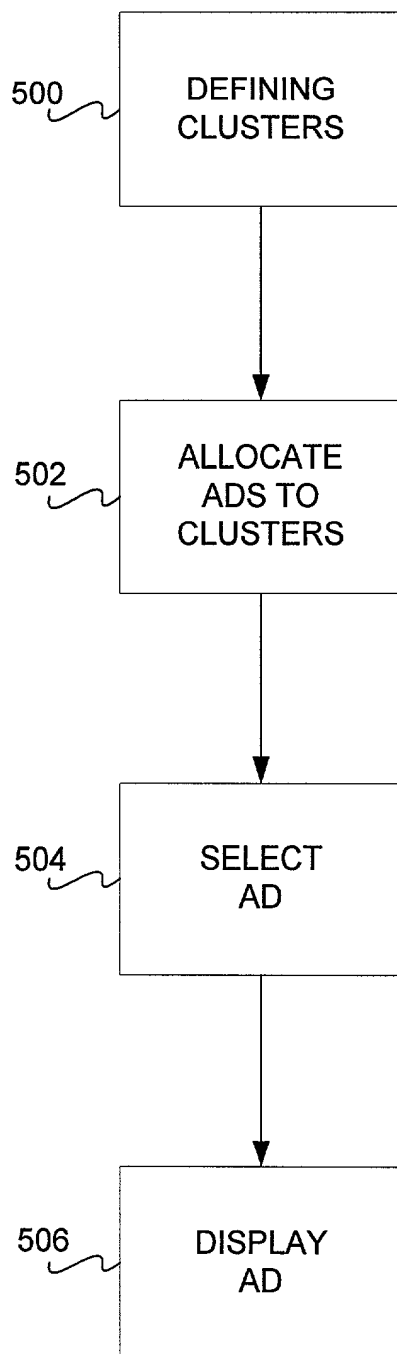 500
DEFINING
CLUSTERS
502
ALLOCATE
ADS TO
CLUSTERS
504
SELECT
AD
506
DISPLAY
AD